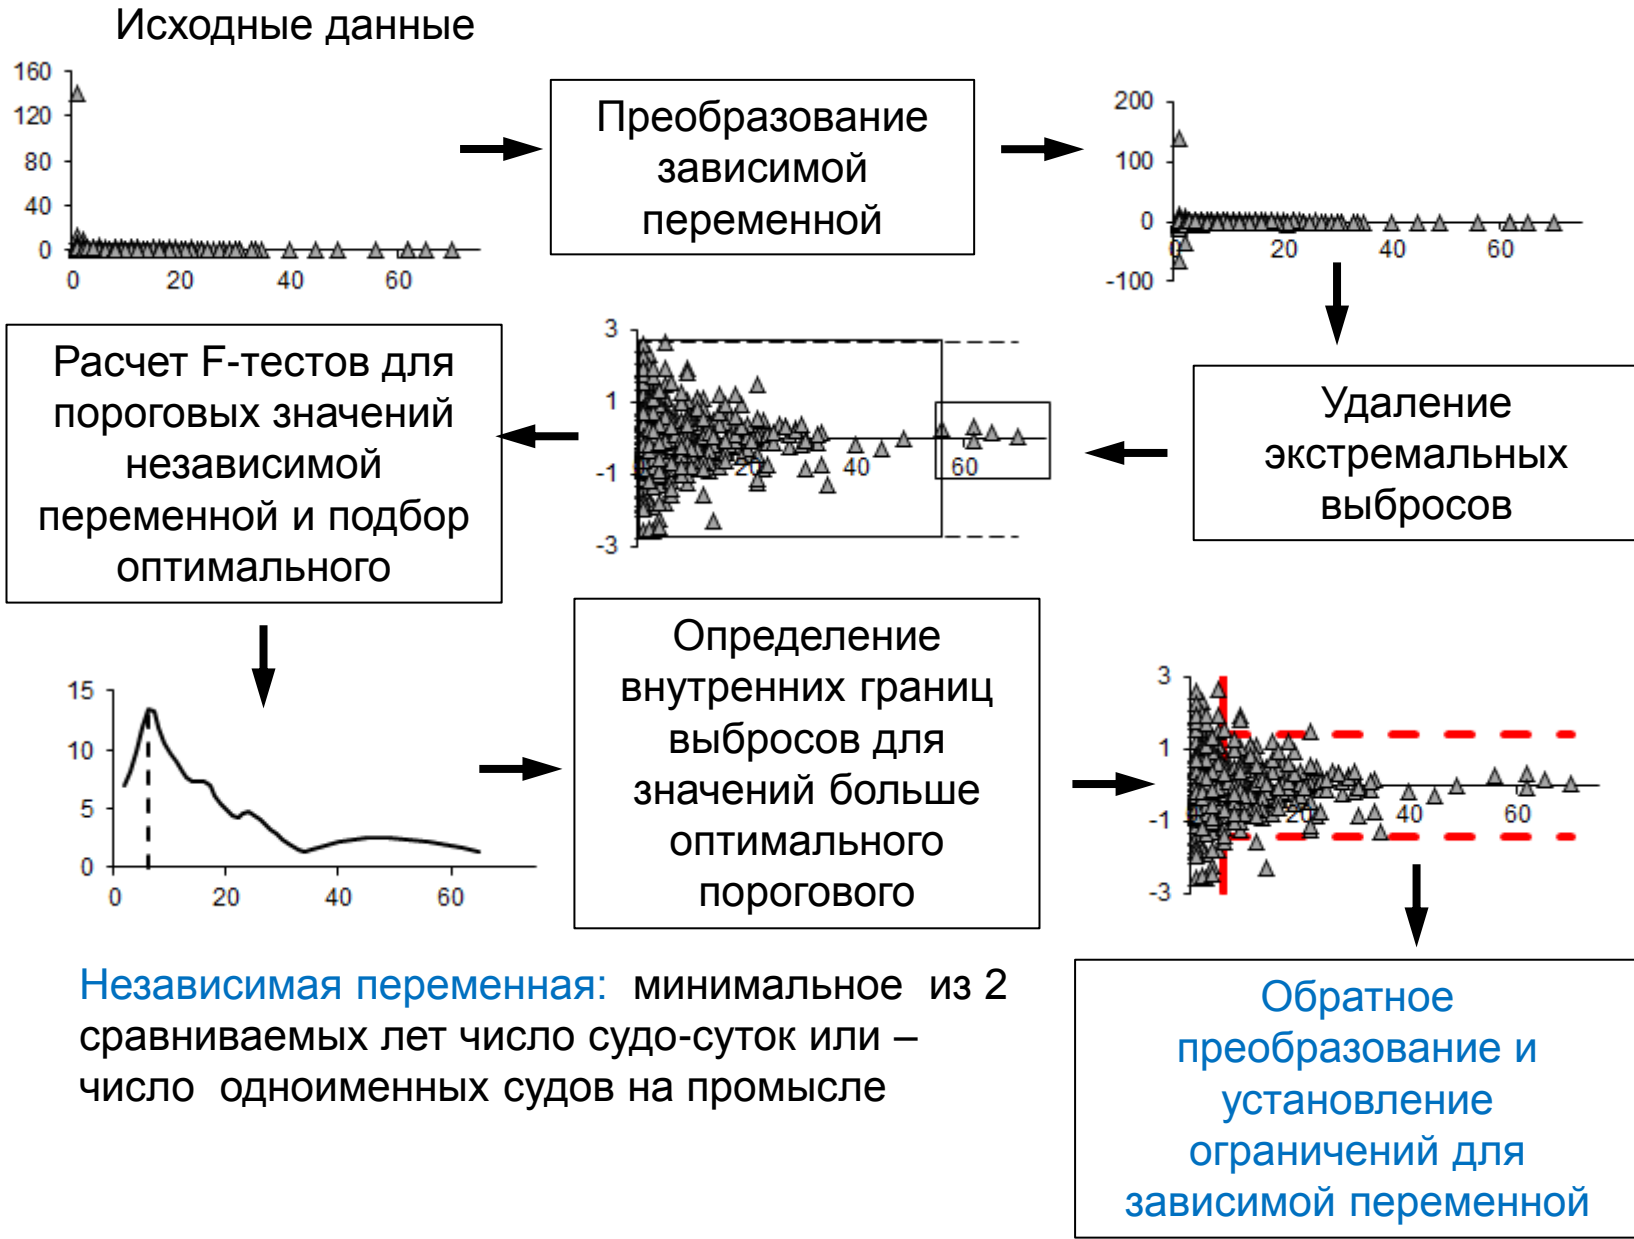 Исходные данные
160
120
80
40
0
0
20
40
60
Преобразование
зависимой
переменной
200
100
0
-100
0
20
40
60
Расчет F-тестов для
пороговых значений
независимой
переменной и подбор
оптимального
3
1
-1
-3
20
40
60
Удаление
экстремальных
выбросов
15
10
5
0
0
20
40
60
Определение
внутренних границ
выбросов для
значений больше
оптимального
порогового
3
1
-1
-3
20
40
60
Независимая переменная: минимальное из 2
сравниваемых лет число судо-суток или –
число одноименных судов на промысле
Обратное
преобразование и
установление
ограничений для
зависимой переменной